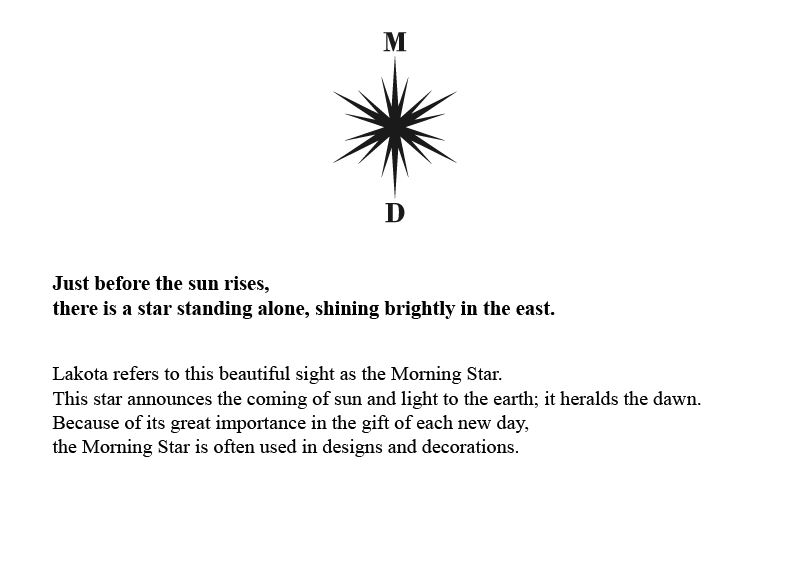 M
D
Just before the sun rises,
there is a star standing alone, shining brightly in the east.
Lakota refers to this beautiful sight as the Morning Star.
This star announces the coming of sun and light to the earth; it heralds the dawn.
Because of its great importance in the gift of each new day,
the Morning Star is often used in designs and decorations.